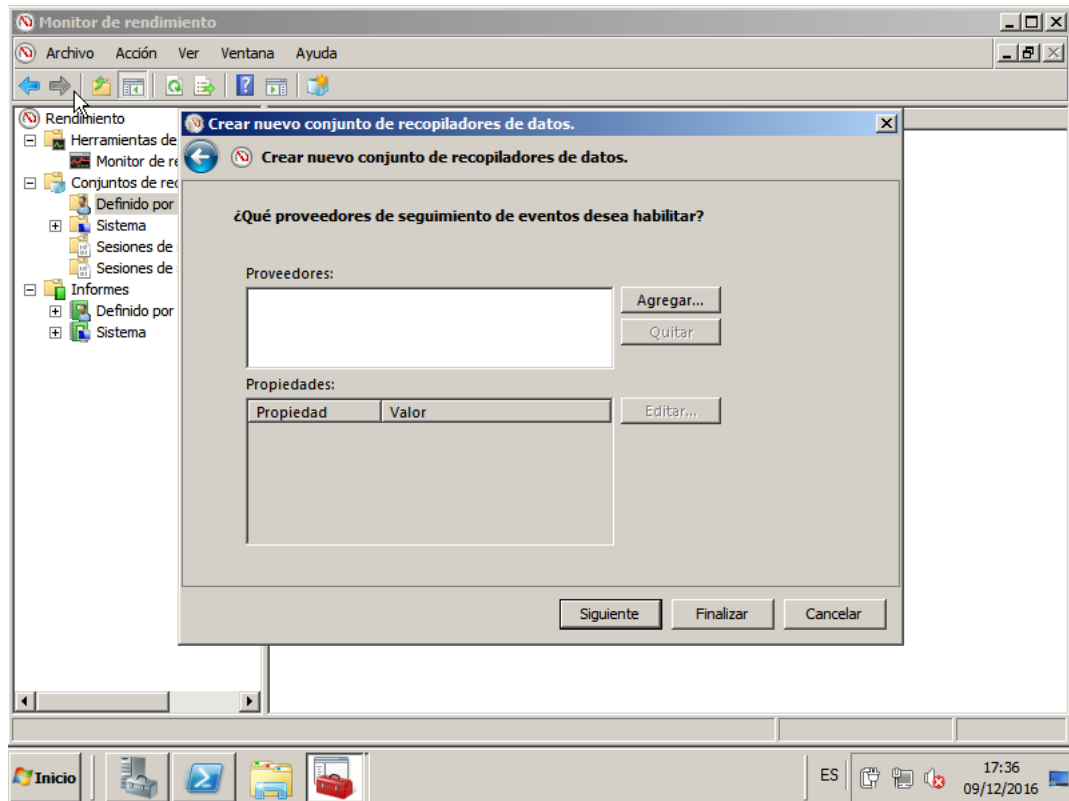 Monitor de rendimiento
Archivo Acción Ver Ventana Ayuda
Rendimiento
Herramientas de
Monitor de re
Conjuntos de rec
Definido por
Sistema
Sesiones de
Sesiones de
Informes
Definido por
Sistema
Crear nuevo conjunto de recopiladores de datos.
Crear nuevo conjunto de recopiladores de datos.
¿Qué proveedores de seguimiento de eventos desea habilitar?
Proveedores:
Agregar...
Quitar
Propiedades:
Propiedad Valor
Editar...
Siguiente Finalizar Cancelar
Inicio
ES
17:36
09/12/2016